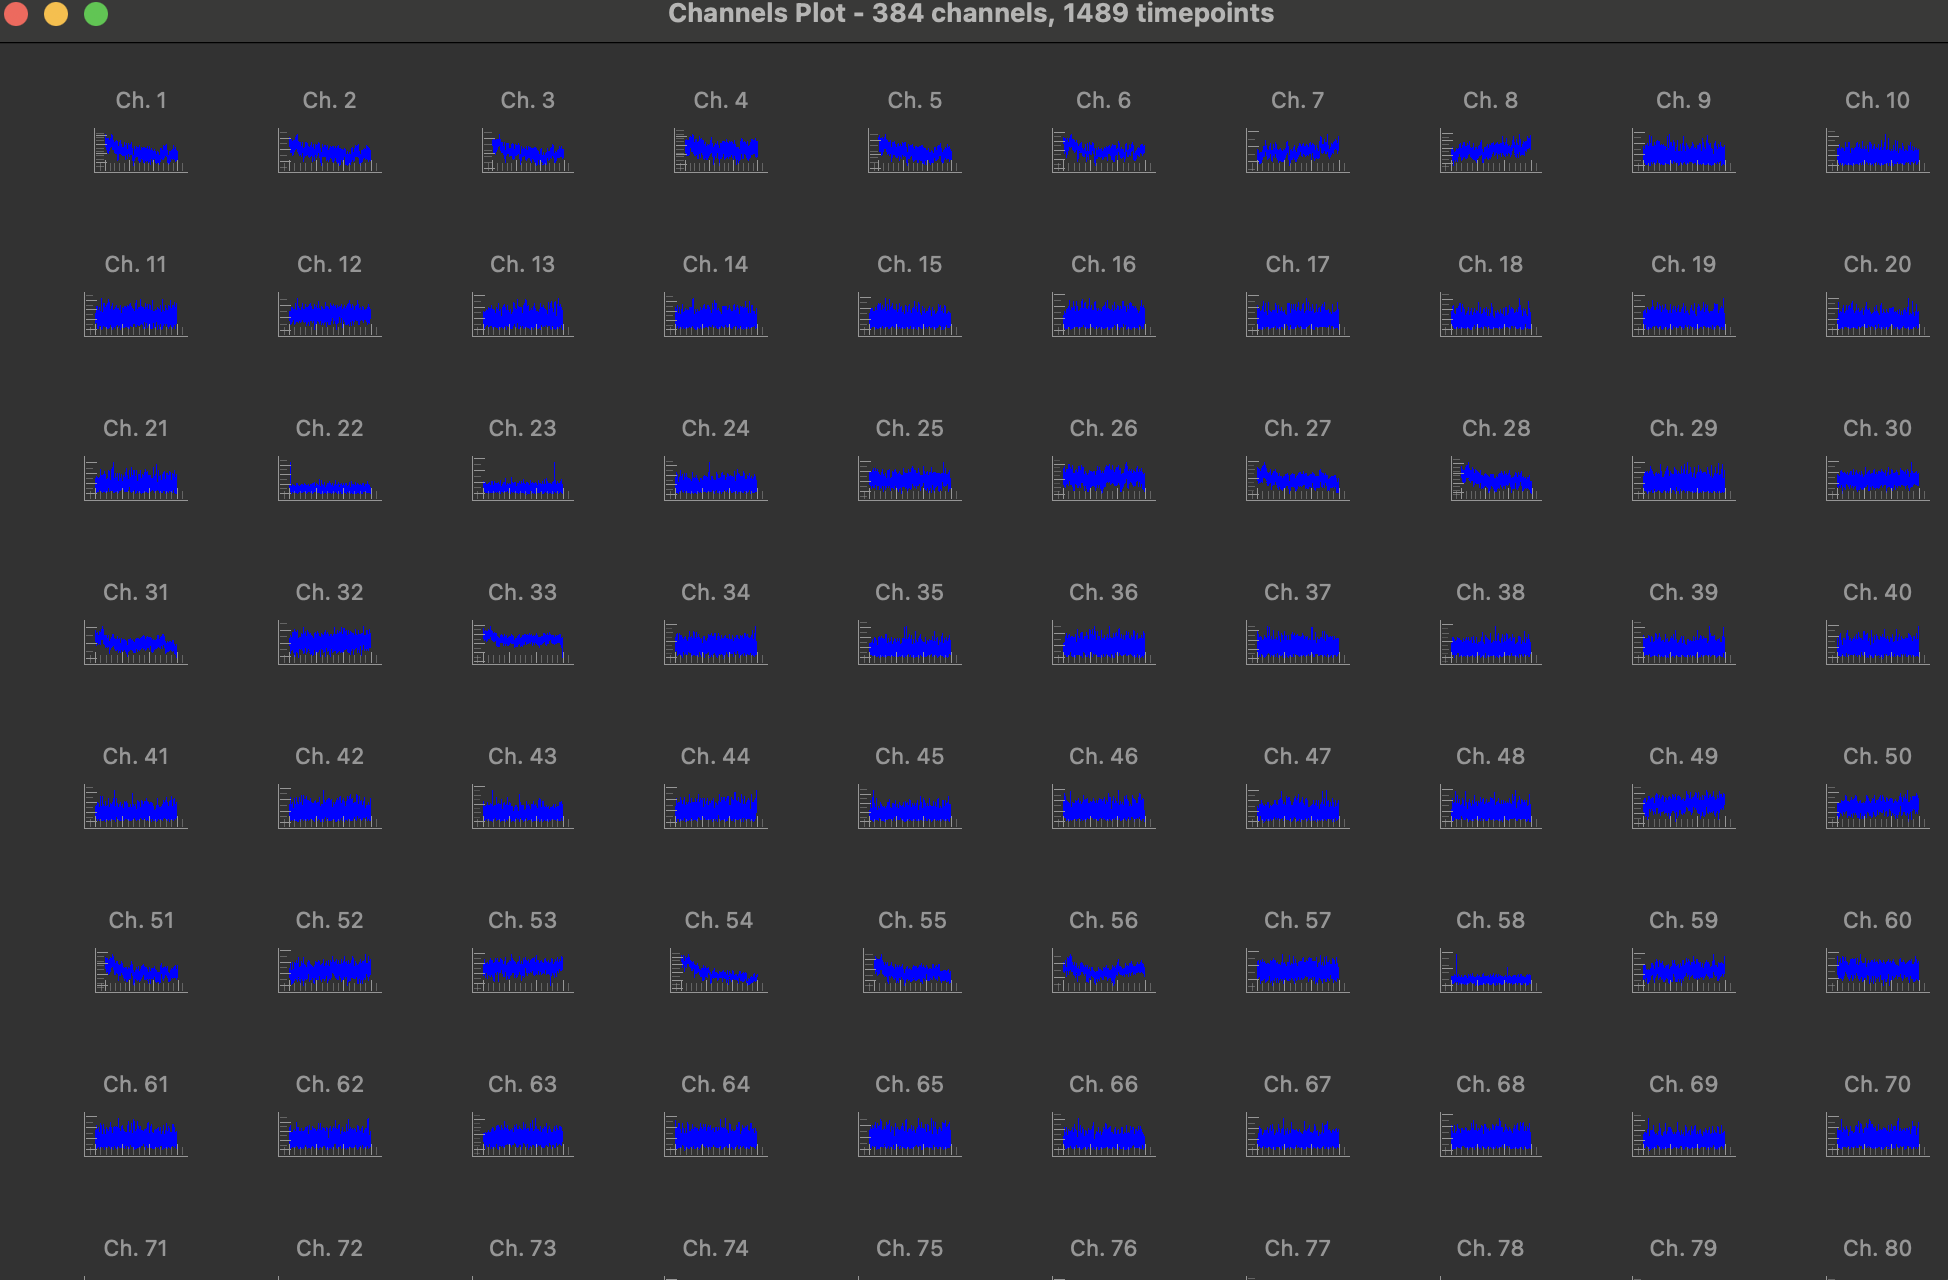 Channels Plot - 384 channels, 1489 timepoints
Ch. 1 Ch. 2 Ch. 3 Ch. 4 Ch. 5 Ch. 6 Ch. 7 Ch. 8 Ch. 9 Ch. 10
Ch. 11 Ch. 12 Ch. 13 Ch. 14 Ch. 15 Ch. 16 Ch. 17 Ch. 18 Ch. 19 Ch. 20
Ch. 21 Ch. 22 Ch. 23 Ch. 24 Ch. 25 Ch. 26 Ch. 27 Ch. 28 Ch. 29 Ch. 30
Ch. 31 Ch. 32 Ch. 33 Ch. 34 Ch. 35 Ch. 36 Ch. 37 Ch. 38 Ch. 39 Ch. 40
Ch. 41 Ch. 42 Ch. 43 Ch. 44 Ch. 45 Ch. 46 Ch. 47 Ch. 48 Ch. 49 Ch. 50
Ch. 51 Ch. 52 Ch. 53 Ch. 54 Ch. 55 Ch. 56 Ch. 57 Ch. 58 Ch. 59 Ch. 60
Ch. 61 Ch. 62 Ch. 63 Ch. 64 Ch. 65 Ch. 66 Ch. 67 Ch. 68 Ch. 69 Ch. 70
Ch. 71 Ch. 72 Ch. 73 Ch. 74 Ch. 75 Ch. 76 Ch. 77 Ch. 78 Ch. 79 Ch. 80